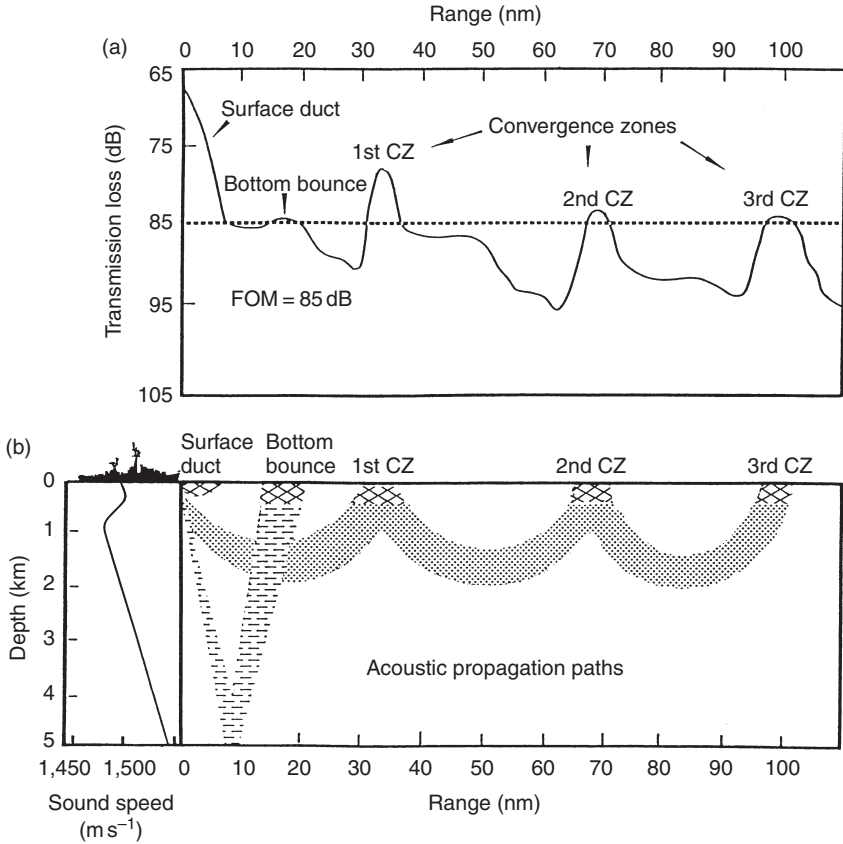 Range (nm)
(a)
0 10 20 30 40 50 60 70 80 90 100
65
75
85
95
105
Transmission loss (dB)
Surface duct
Bottom bounce
1st CZ
Convergence zones
2nd CZ
3rd CZ
FOM = 85 dB
(b)
Surface duct
Bottom bounce
1st CZ
2nd CZ
3rd CZ
0
1
2
3
4
5
Depth (km)
Acoustic propagation paths
1,450 1,500
0 10 20 30 40 50 60 70 80 90 100
Sound speed
(m s⁻¹)
Range (nm)